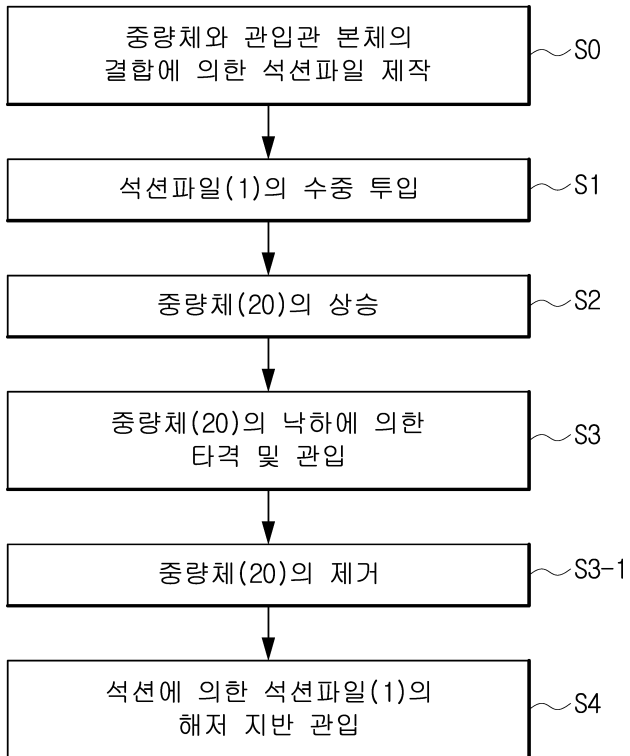 중량체와 관입관 본체의
결합에 의한 석션파일 제작
S0
석션파일(1)의 수중 투입
S1
중량체(20)의 상승
S2
중량체(20)의 낙하에 의한
타격 및 관입
S3
중량체(20)의 제거
S3-1
석션에 의한 석션파일(1)의
해저 지반 관입
S4